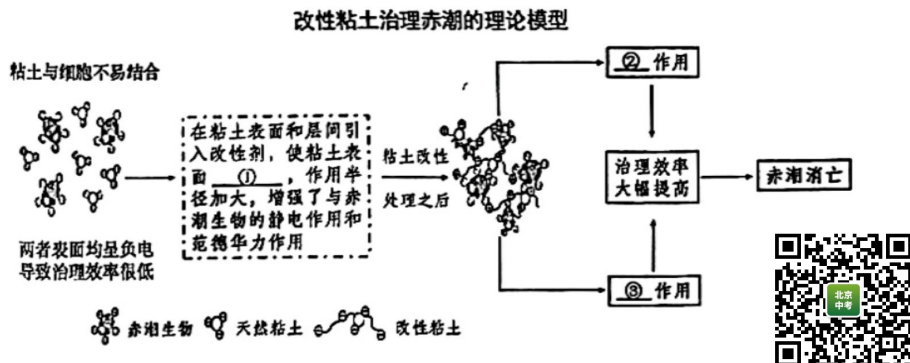 改性粘土治理赤潮的理论模型
粘土与细胞不易结合
两者表面均呈负电
导致治理效率很低
在粘土表面和层间引
入改性剂，使粘土表
面 ① ，作用半
径加大，增强了与赤
潮生物的静电作用和
范德华力作用
粘土改性
处理之后
② 作用
治理效率
大幅提高
赤潮消亡
③ 作用
赤潮生物
天然粘土
改性粘土
北京
中考